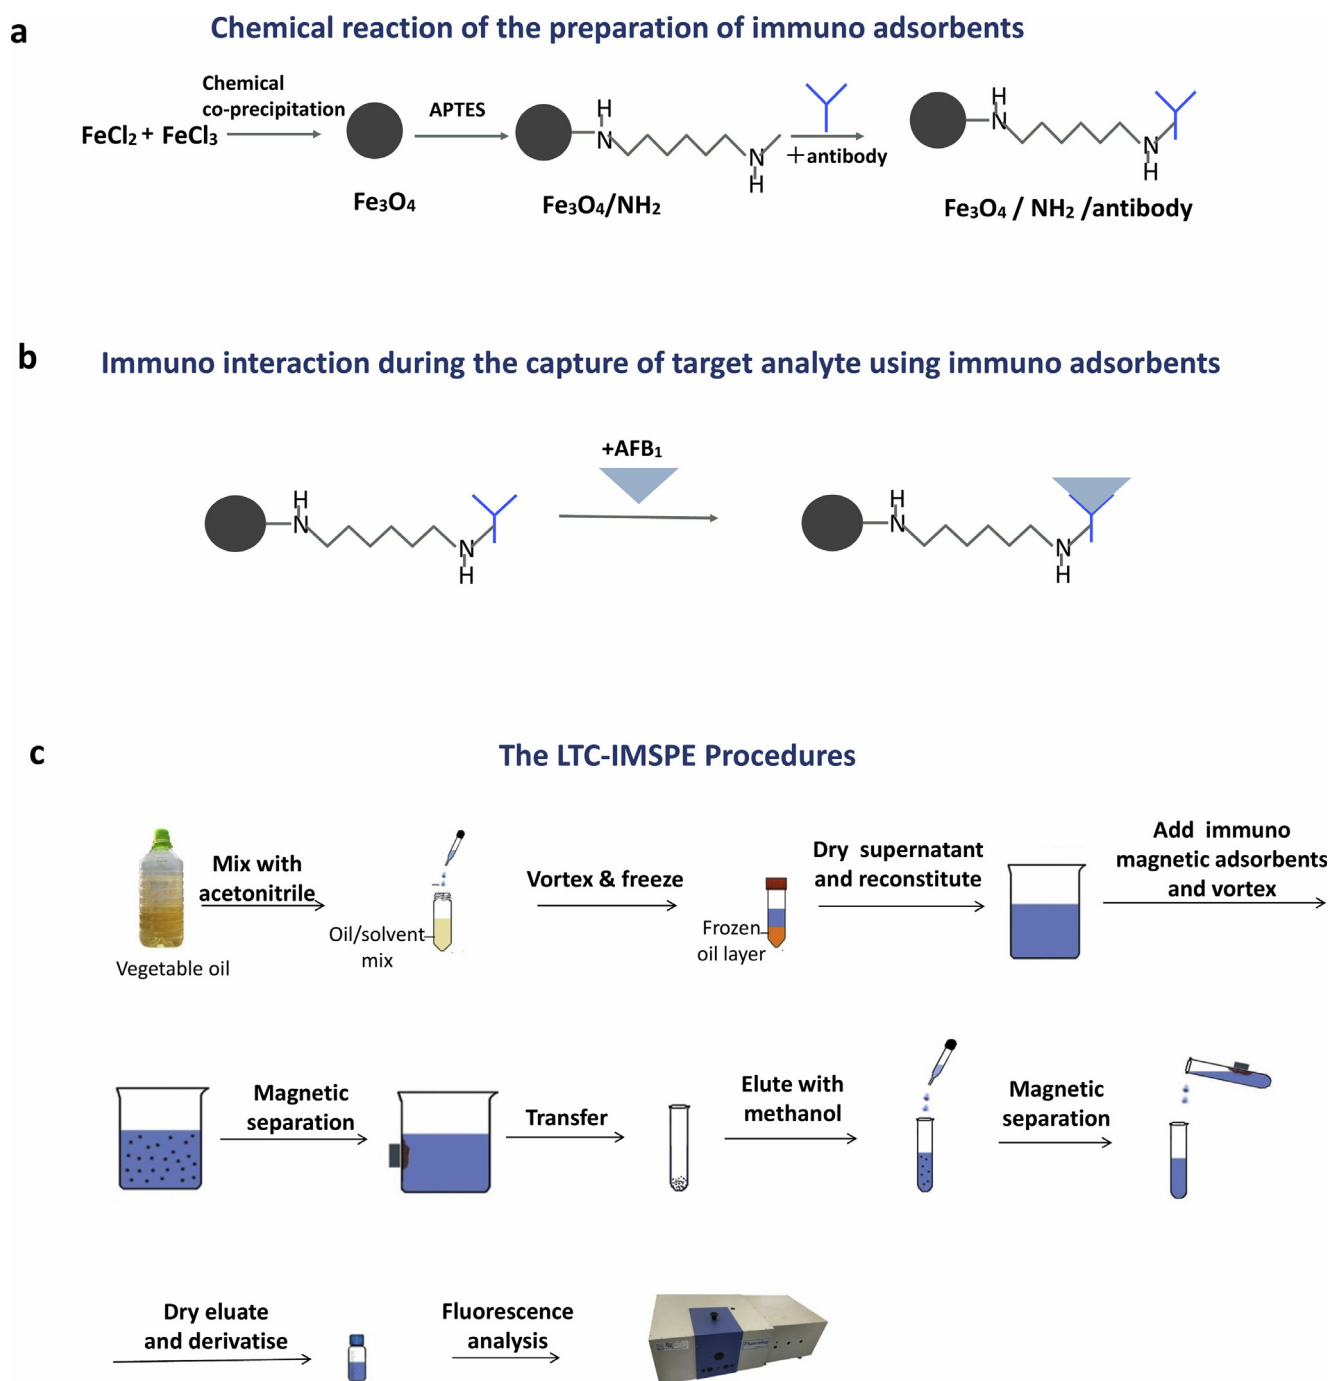 a
Chemical reaction of the preparation of immuno adsorbents
Chemical
co-precipitation
FeCl₂ + FeCl₃
APTES
H
N
N
H
+antibody
H
N
N
H
Fe₃O₄
Fe₃O₄/NH₂
Fe₃O₄ / NH₂ /antibody
b
Immuno interaction during the capture of target analyte using immuno adsorbents
+AFB₁
H
N
N
H
H
N
N
H
c
The LTC-IMSPE Procedures
Mix with
acetonitrile
Vegetable oil
Oil/solvent
mix
Vortex & freeze
Frozen
oil layer
Dry supernatant
and reconstitute
Add immuno
magnetic adsorbents
and vortex
Magnetic
separation
Transfer
Elute with
methanol
Magnetic
separation
Dry eluate
and derivatise
Fluorescence
analysis